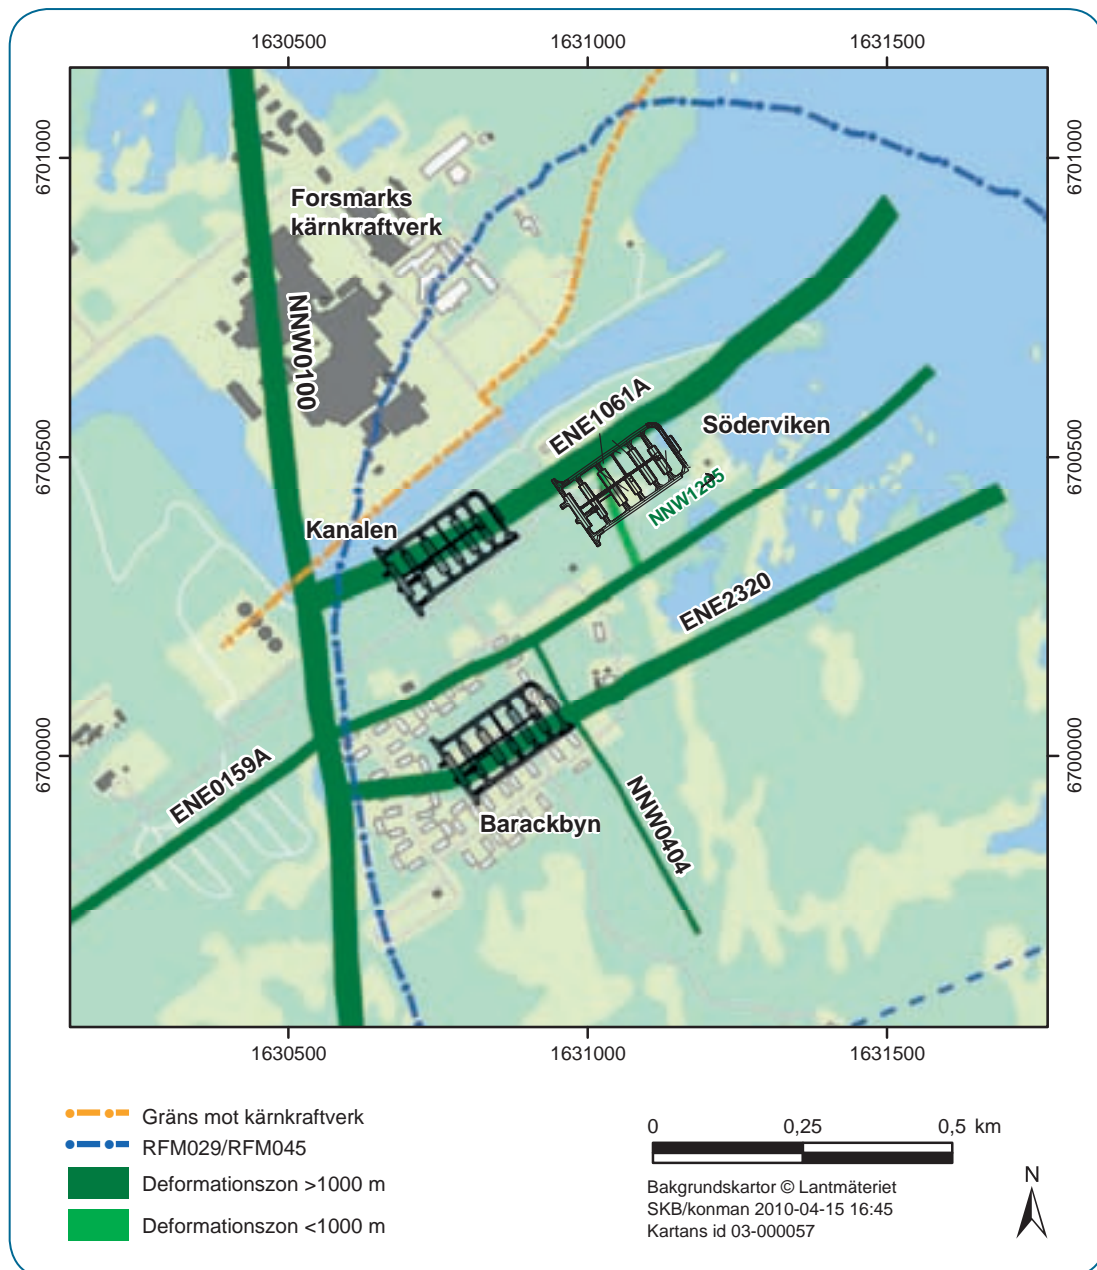 1630500 1631000 1631500
6701000
6701000
Forsmarks
kärnkraftverk
NNW0100
ENE1061A
Söderviken
6700500
6700500
NNW1205
Kanalen
ENE2320
6700000
6700000
ENE0159A
NNW0404
Barackbyn
1630500 1631000 1631500
Gräns mot kärnkraftverk
RFM029/RFM045
Deformationszon >1000 m
Deformationszon <1000 m
0 0,25 0,5 km
Bakgrundskartor © Lantmäteriet
SKB/konman 2010-04-15 16:45
Kartans id 03-000057
N